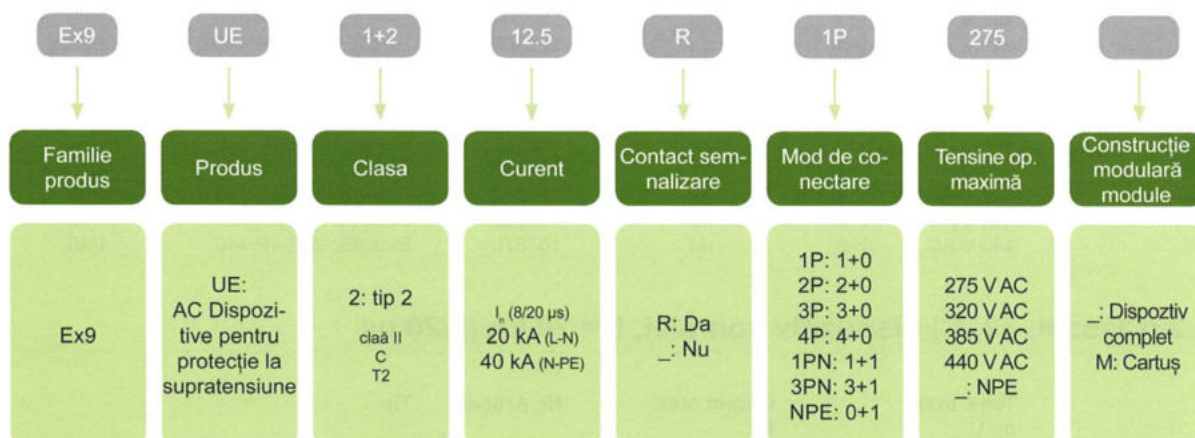 Ex9
UE
1+2
12.5
R
1P
275
Familie
produs
Produs
Clasa
Curent
Contact sem-
nalizare
Mod de co-
nectare
Tensine op.
maximă
Construcție
modulară
module
Ex9
UE:
AC Dispozi-
tive pentru
protecție la
supratensiune
2: tip 2
claâ II
C
T2
In (8/20 µs)
20 kA (L-N)
40 kA (N-PE)
R: Da
_: Nu
1P: 1+0
2P: 2+0
3P: 3+0
4P: 4+0
1PN: 1+1
3PN: 3+1
NPE: 0+1
275 V AC
320 V AC
385 V AC
440 V AC
_: NPE
_: Dispoztiv
complet
M: Cartuș